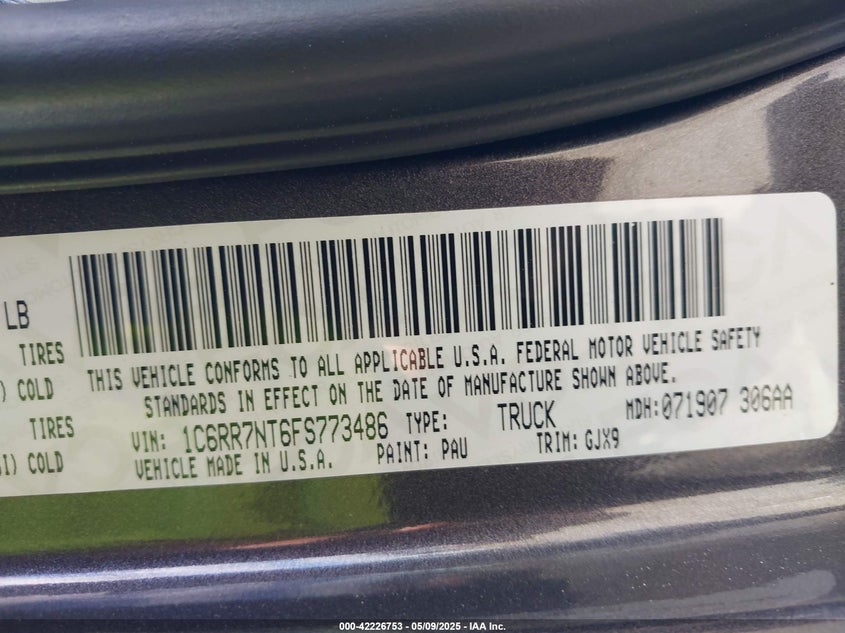 LB
TIRES
) COLD
TIRES
I) COLD
THIS VEHICLE CONFORMS TO ALL APPLICABLE U.S.A. FEDERAL MOTOR VEHICLE SAFETY
STANDARDS IN EFFECT ON THE DATE OF MANUFACTURE SHOWN ABOVE.
VIN: 1C6RR7NT6FS773486 TYPE: TRUCK MDH: 071907 306AA
VEHICLE MADE IN U.S.A. PAINT: PAU TRIM: GJX9
000-42226753 - 05/09/2025 - IAA Inc.